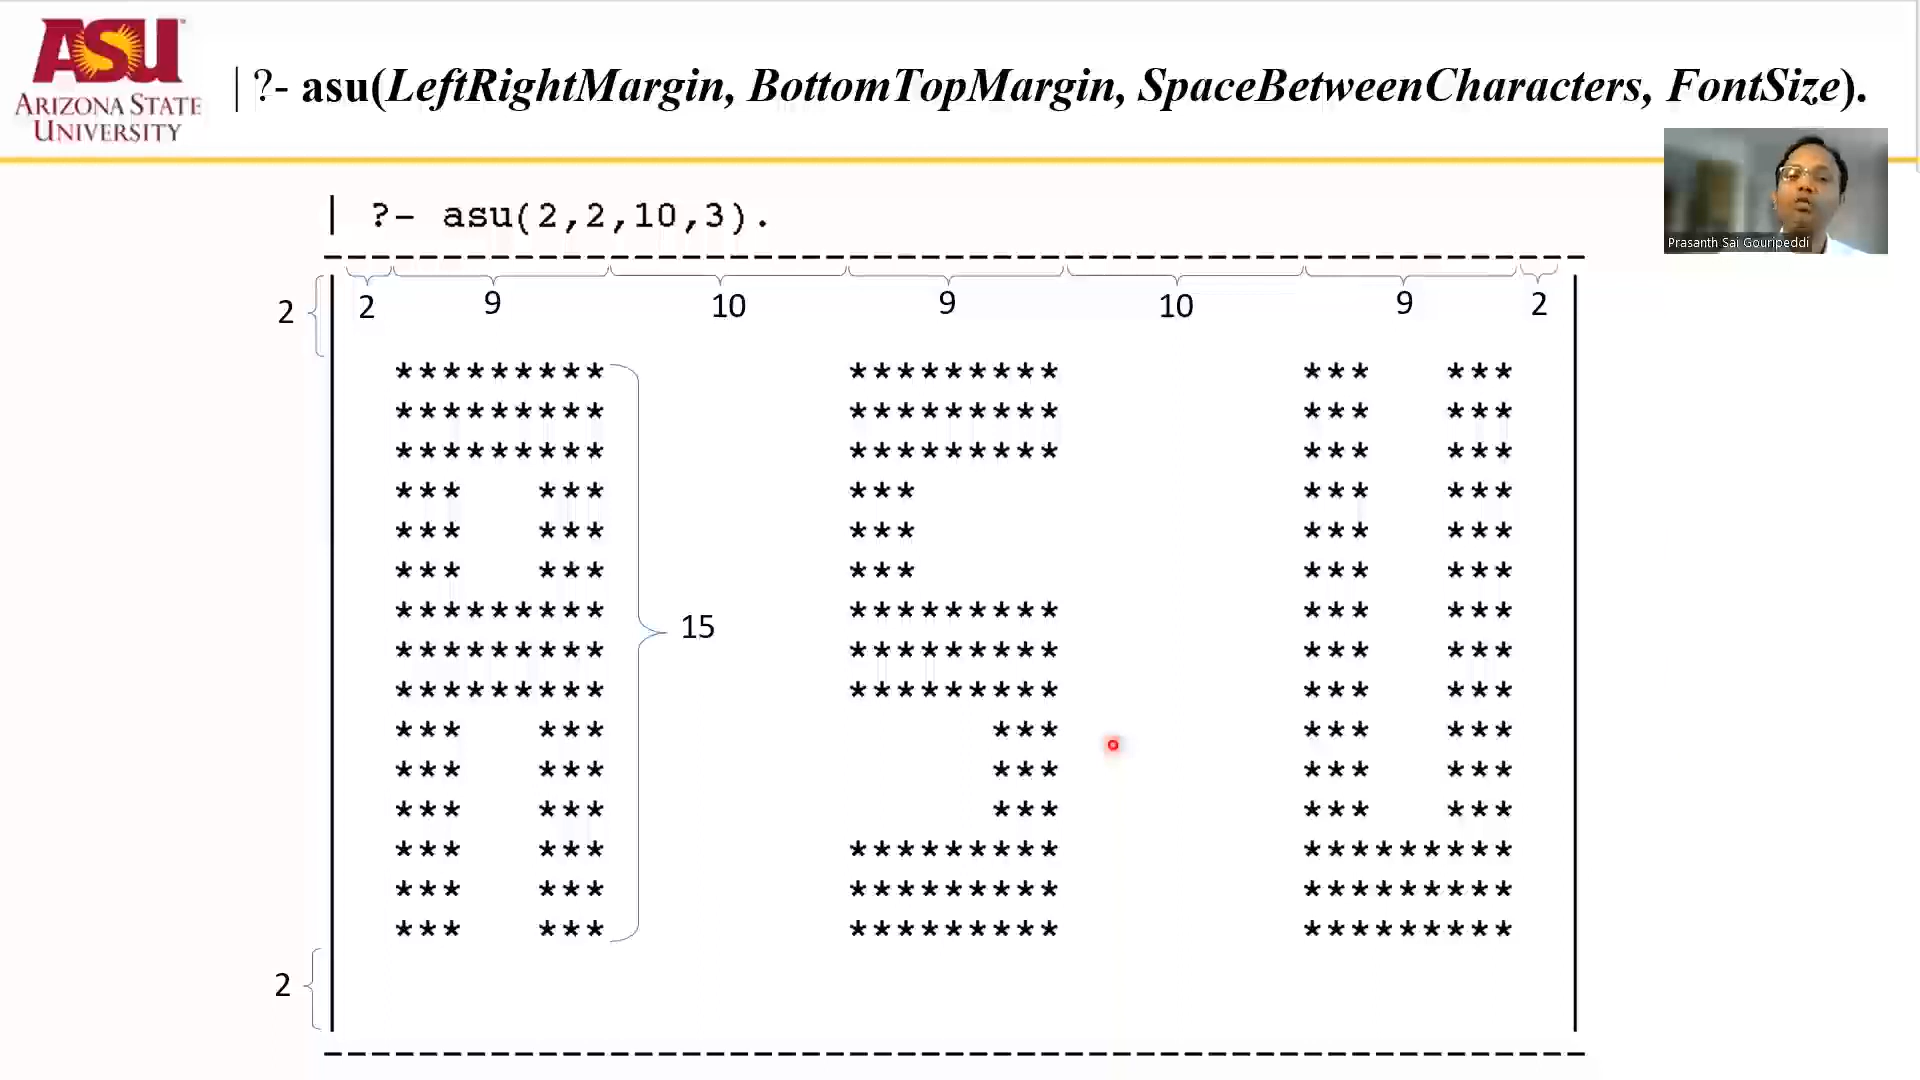 ASU
ARIZONA STATE
UNIVERSITY
| ?- asu(LeftRightMargin, BottomTopMargin, SpaceBetweenCharacters, FontSize).
Prasanth Sai Gouripeddi
| ?- asu(2,2,10,3).
-----------------------------------------------------
2 2 9 10 9 10 9 2
*********          *********          ***   ***
*********          *********          ***   ***
*********          *********          ***   ***
***   ***          ***                ***   ***
***   ***          ***                ***   ***
***   ***          ***                ***   ***
*********          *********          ***   ***
15
*********          *********          ***   ***
*********          *********          ***   ***
***   ***                ***          ***   ***
***   ***                ***          ***   ***
***   ***                ***          ***   ***
***   ***          *********          *********
***   ***          *********          *********
***   ***          *********          *********
2
-----------------------------------------------------